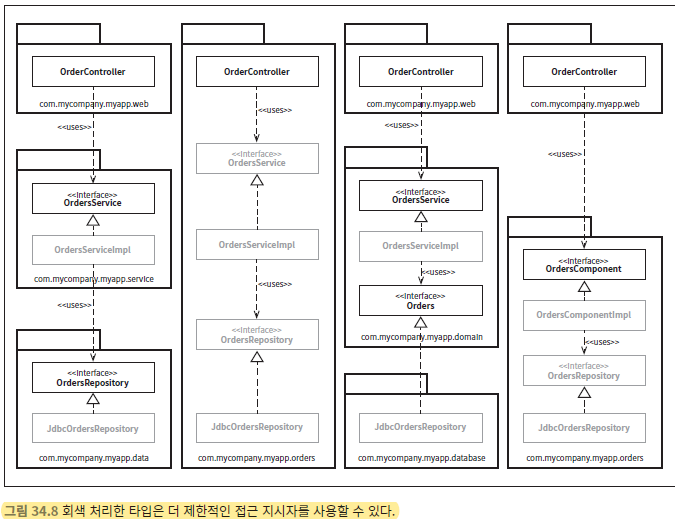 OrderController
com.mycompany.myapp.web
<<uses>>
<<Interface>>
OrdersService
OrdersServiceImpl
com.mycompany.myapp.service
<<uses>>
<<Interface>>
OrdersRepository
JdbcOrdersRepository
com.mycompany.myapp.data
OrderController
<<uses>>
<<Interface>>
OrdersService
OrdersServiceImpl
<<uses>>
<<Interface>>
OrdersRepository
JdbcOrdersRepository
com.mycompany.myapp.orders
OrderController
com.mycompany.myapp.web
<<uses>>
<<Interface>>
OrdersService
OrdersServiceImpl
<<uses>>
<<Interface>>
Orders
com.mycompany.myapp.domain
JdbcOrdersRepository
com.mycompany.myapp.database
OrderController
com.mycompany.myapp.web
<<uses>>
<<Interface>>
OrdersComponent
OrdersComponentImpl
<<uses>>
<<Interface>>
OrdersRepository
JdbcOrdersRepository
com.mycompany.myapp.orders
그림 34.8 회색 처리한 타입은 더 제한적인 접근 지시자를 사용할 수 있다.